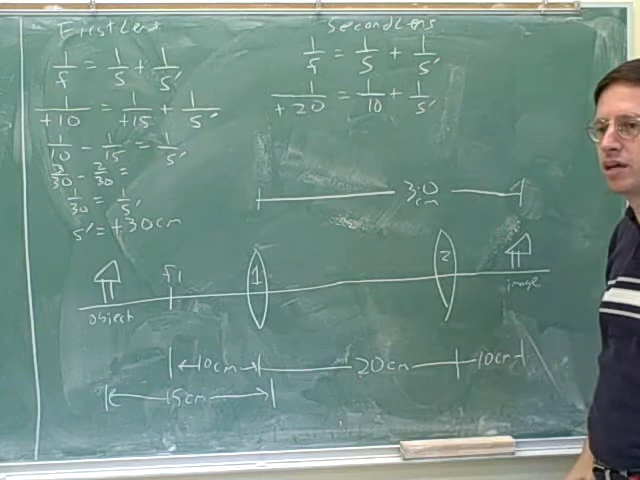 First Lens
1/f = 1/s + 1/s'
1/+10 = 1/+15 + 1/s'
1/10 - 1/15 = 1/s'
3/30 - 2/30 =
1/30 = 1/s'
s' = +30cm
Second Lens
1/f = 1/s + 1/s'
1/+20 = 1/10 + 1/s'
30 cm
f1
1
2
object
image
10cm
20cm
10cm
15cm